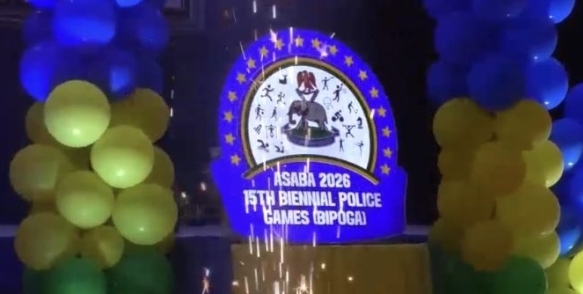 ASABA 2026
15TH BIENNIAL POLICE
GAMES (BIPOGA)